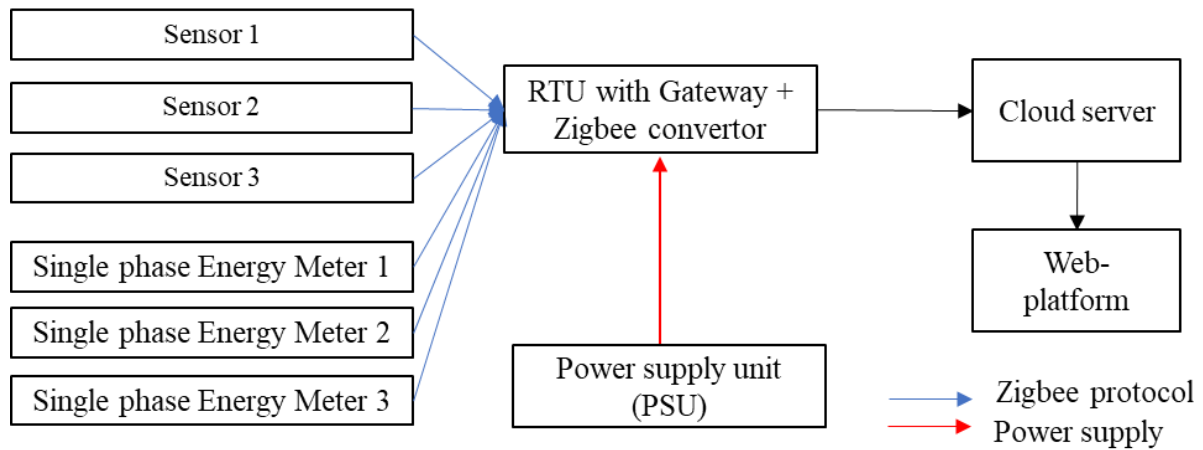 Sensor 1
Sensor 2
Sensor 3
Single phase Energy Meter 1
Single phase Energy Meter 2
Single phase Energy Meter 3
RTU with Gateway +
Zigbee convertor
Power supply unit
(PSU)
Cloud server
Web-
platform
Zigbee protocol
Power supply